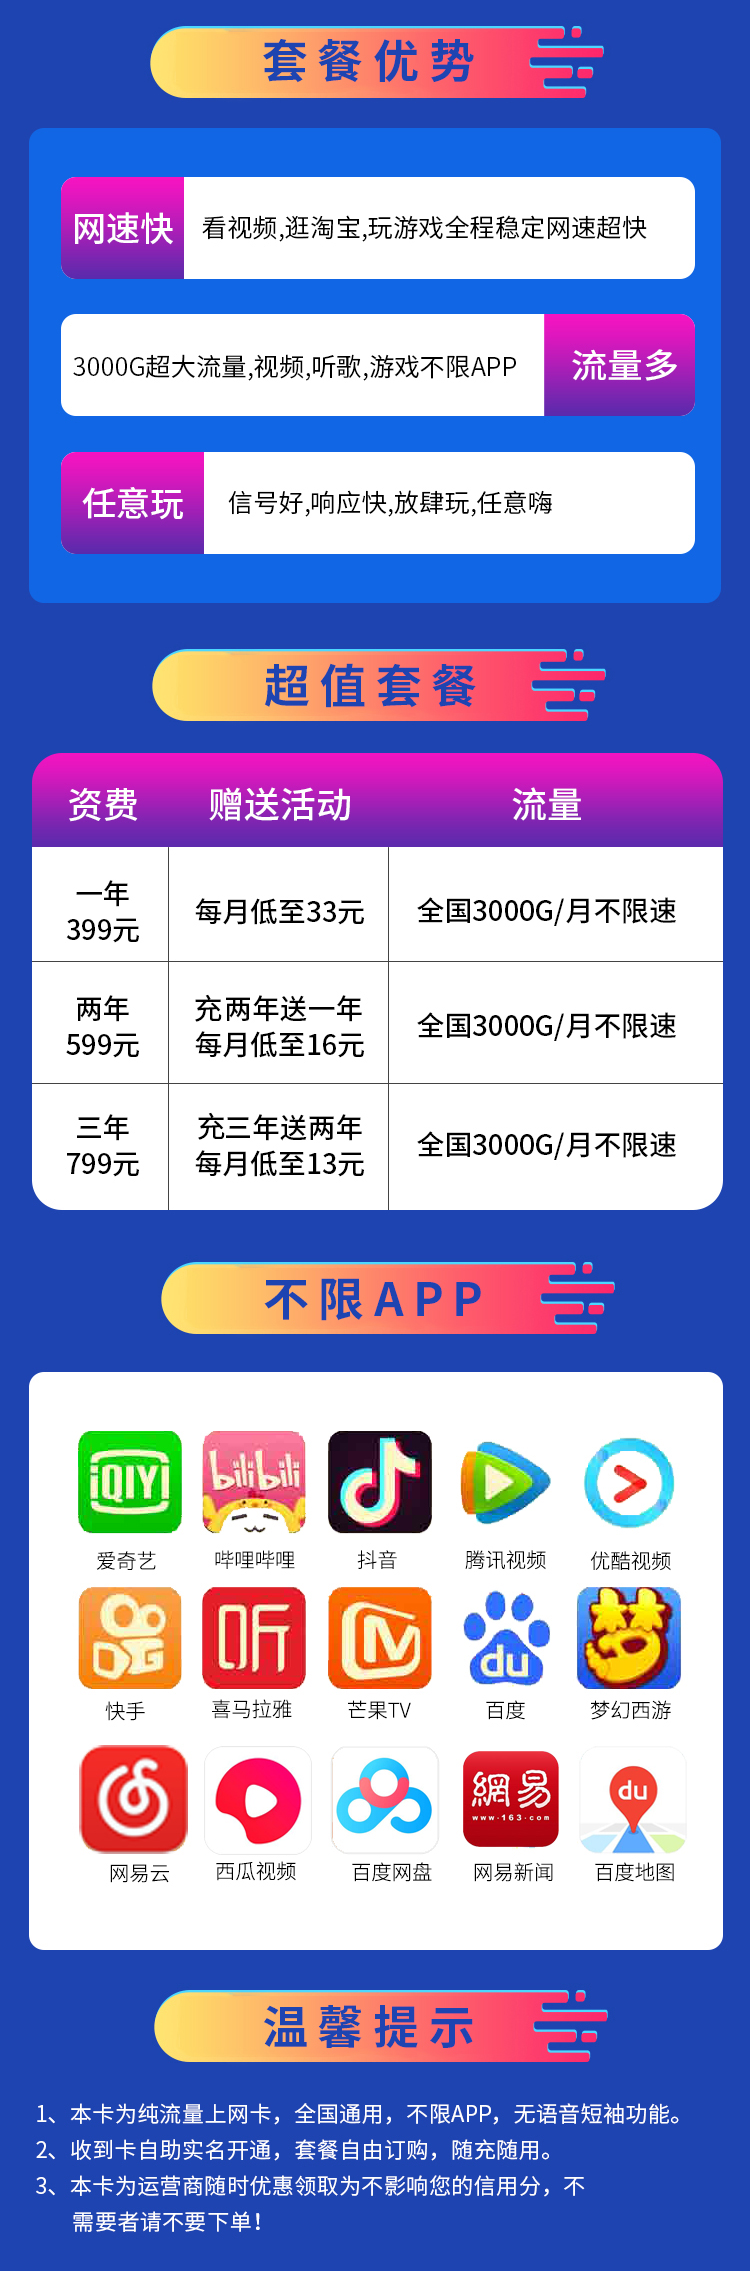 套餐优势
网速快
看视频,逛淘宝,玩游戏全程稳定网速超快
3000G超大流量,视频,听歌,游戏不限APP
流量多
任意玩
信号好,响应快,放肆玩,任意嗨
超值套餐
资费 赠送活动 流量
一年
399元
每月低至33元
全国3000G/月不限速
两年
599元
充两年送一年
每月低至16元
全国3000G/月不限速
三年
799元
充三年送两年
每月低至13元
全国3000G/月不限速
不限APP
iQIYI
bilibili
爱奇艺 哔哩哔哩 抖音 腾讯视频 优酷视频
听
du
梦
快手 喜马拉雅 芒果TV 百度 梦幻西游
網易
www.163.com
du
网易云 西瓜视频 百度网盘 网易新闻 百度地图
温馨提示
1、本卡为纯流量上网卡，全国通用，不限APP，无语音短袖功能。
2、收到卡自助实名开通，套餐自由订购，随充随用。
3、本卡为运营商随时优惠领取为不影响您的信用分，不
需要者请不要下单！